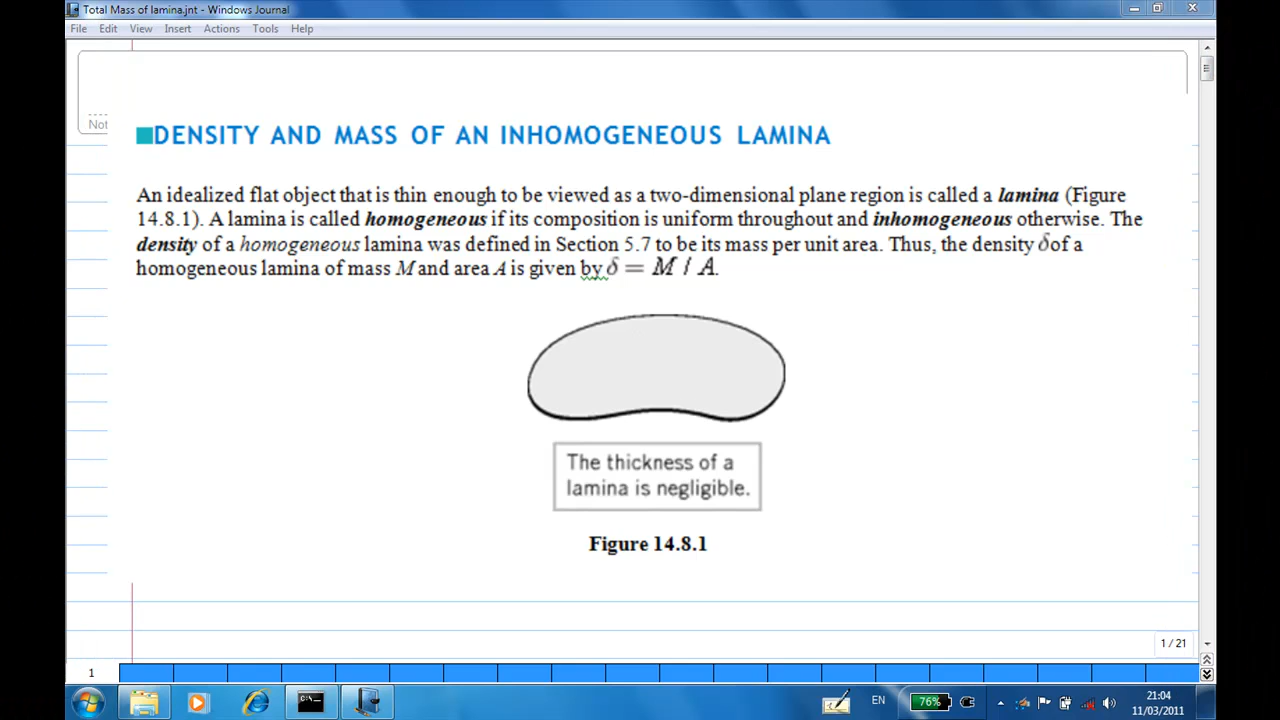 Total Mass of lamina.jnt - Windows Journal
File Edit View Insert Actions Tools Help
Not
DENSITY AND MASS OF AN INHOMOGENEOUS LAMINA
An idealized flat object that is thin enough to be viewed as a two-dimensional plane region is called a lamina (Figure
14.8.1). A lamina is called homogeneous if its composition is uniform throughout and inhomogeneous otherwise. The
density of a homogeneous lamina was defined in Section 5.7 to be its mass per unit area. Thus, the density δ of a
homogeneous lamina of mass M and area A is given by δ = M / A.
The thickness of a
lamina is negligible.
Figure 14.8.1
1 / 21
1
EN
76%
21:04
11/03/2011